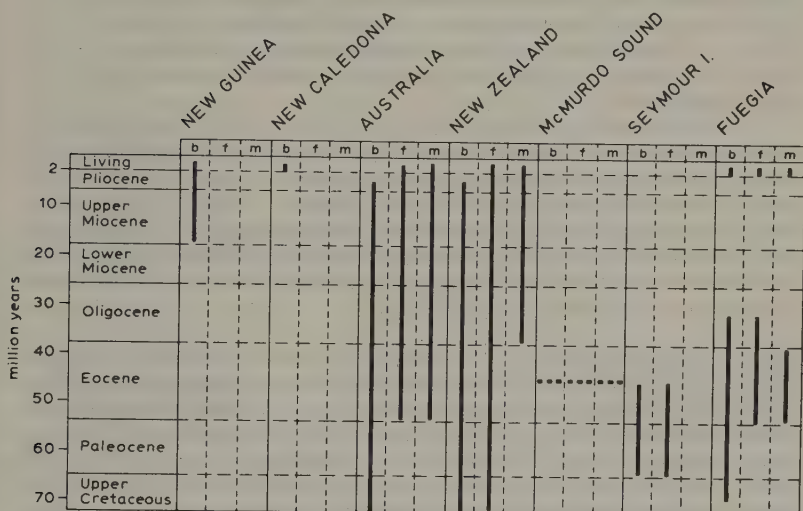 NEW GUINEA
NEW CALEDONIA
AUSTRALIA
NEW ZEALAND
McMURDO SOUND
SEYMOUR I.
FUEGIA
b f m b f m b f m b f m b f m b f m b f m
2 Living
Pliocene
10 Upper
Miocene
20 Lower
Miocene
30 Oligocene
40
Eocene
50
60 Paleocene
Upper
70 Cretaceous
million years